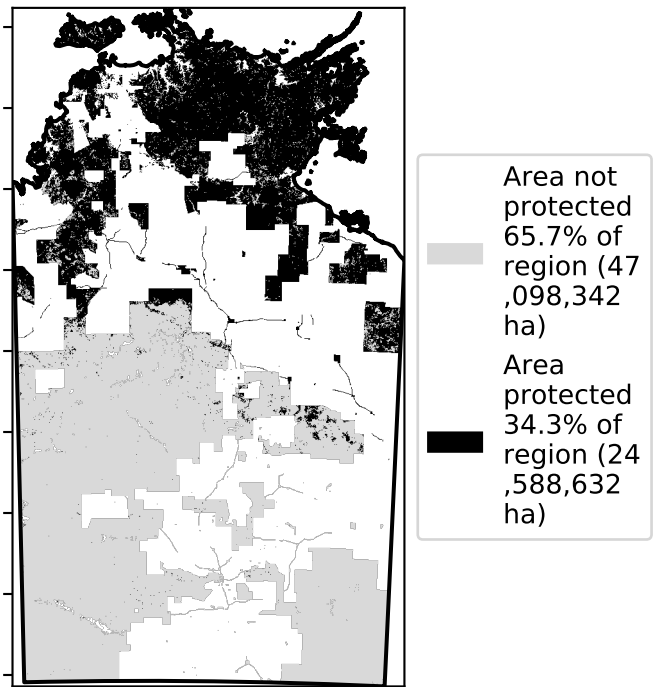 Area not
protected
65.7% of
region (47
,098,342
ha)
Area
protected
34.3% of
region (24
,588,632
ha)